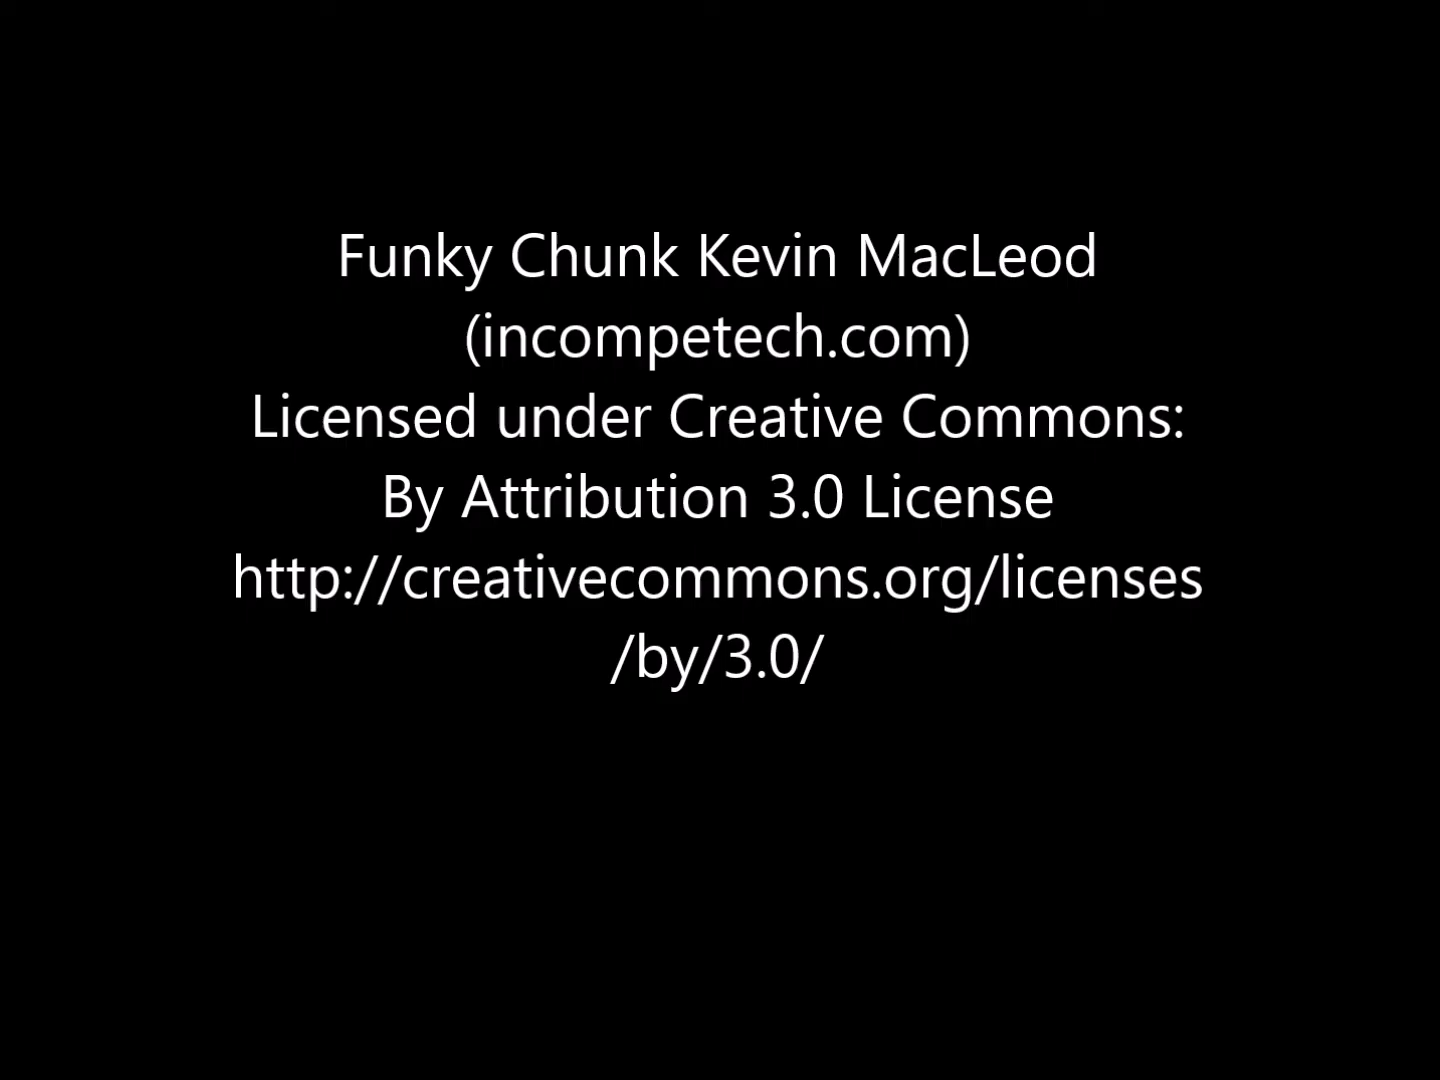 Funky Chunk Kevin MacLeod
(incompetech.com)
Licensed under Creative Commons:
By Attribution 3.0 License
http://creativecommons.org/licenses
/by/3.0/